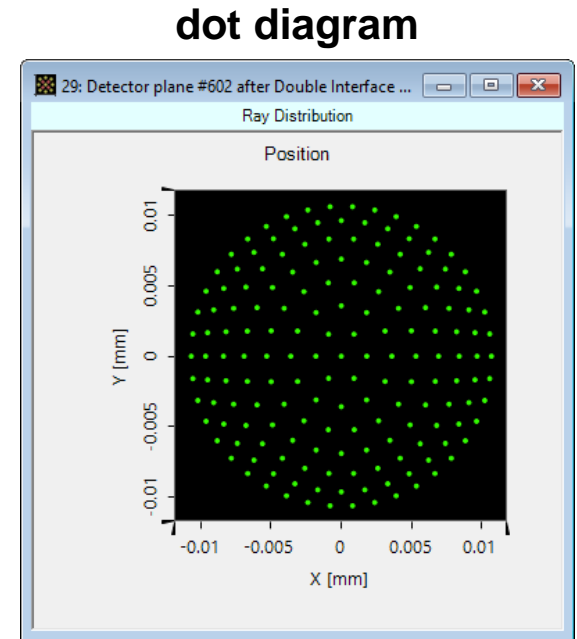 dot diagram
29: Detector plane #602 after Double Interface ...
Ray Distribution
Position
0.01
0.005
0
-0.005
-0.01
Y [mm]
-0.01 -0.005 0 0.005 0.01
X [mm]